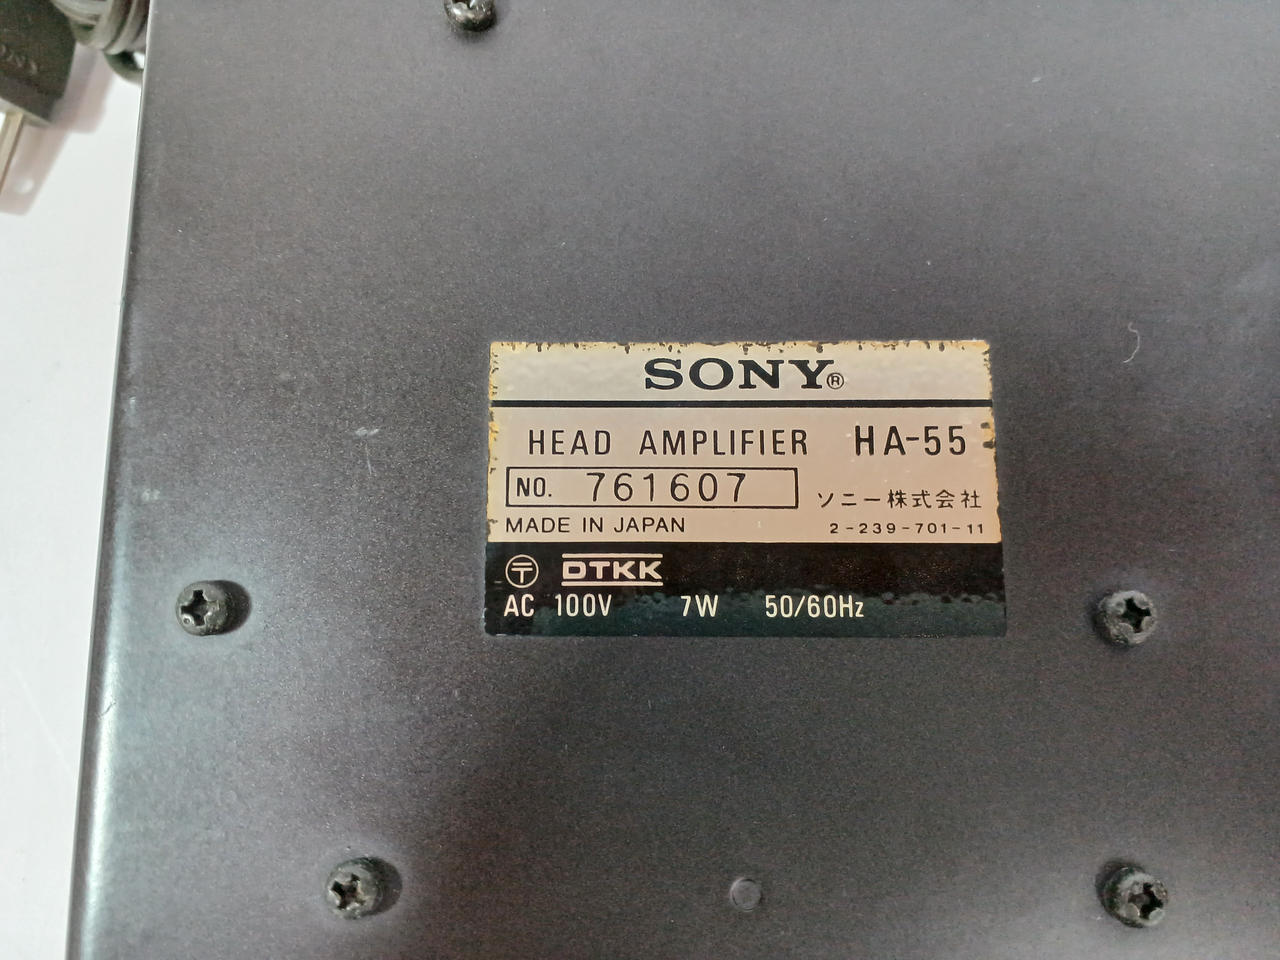 SONY
SONY®
HEAD AMPLIFIER HA-55
NO. 761607
ソニー株式会社
MADE IN JAPAN
2-239-701-11
〒 DTKK
AC 100V 7W 50/60Hz